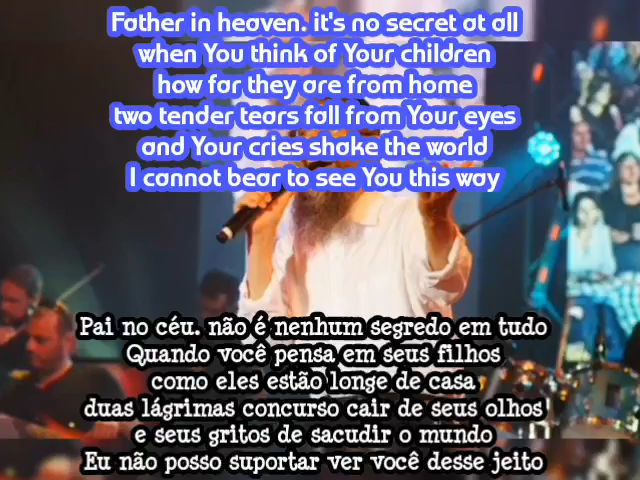 Father in heaven. it's no secret at all
when You think of Your children
how far they are from home
two tender tears fall from Your eyes
and Your cries shake the world
I cannot bear to see You this way
Pai no céu. não é nenhum segredo em tudo
Quando você pensa em seus filhos
como eles estão longe de casa
duas lágrimas concurso cair de seus olhos
e seus gritos de sacudir o mundo
Eu não posso suportar ver você desse jeito